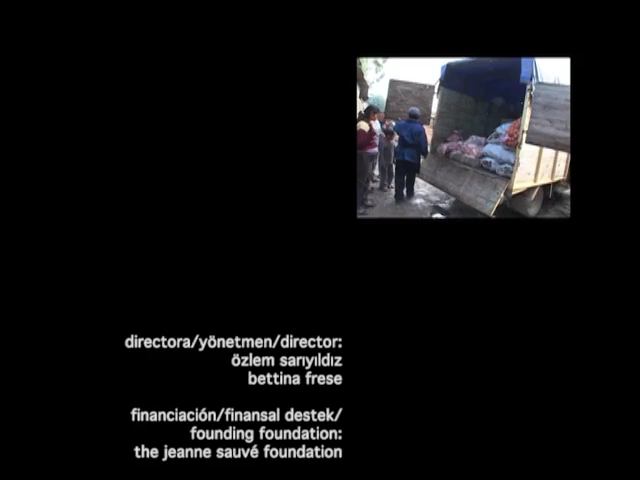 directora/yönetmen/director:
özlem sarıyıldız
bettina frese
financiación/finansal destek/
founding foundation:
the jeanne sauvé foundation